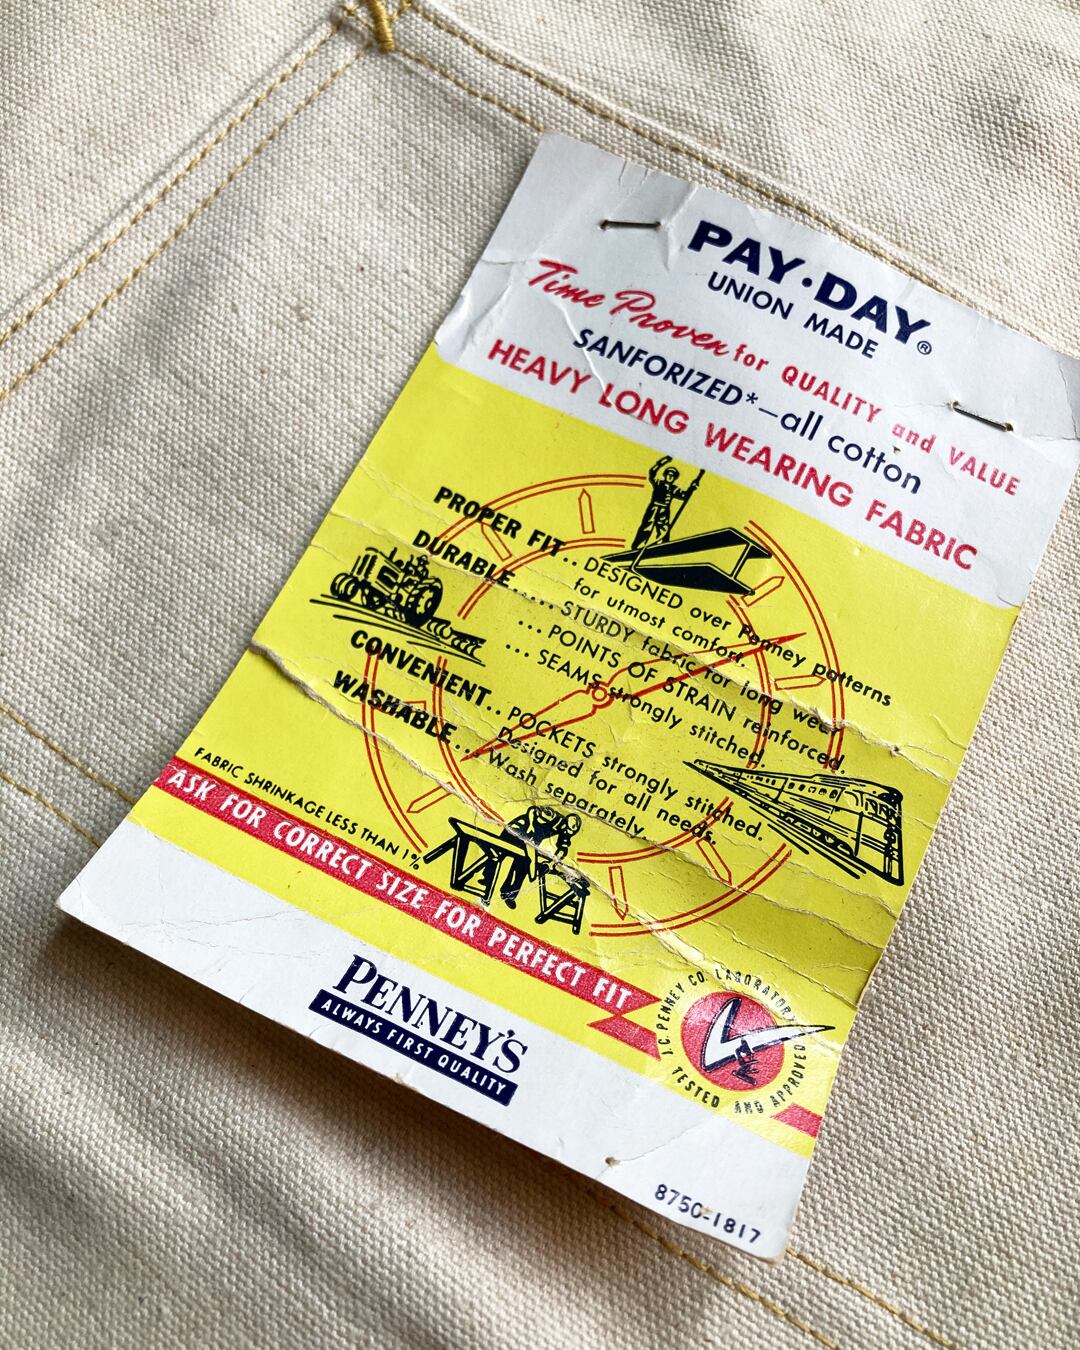 PAY·DAY®
UNION MADE
Time Proven for QUALITY and VALUE
SANFORIZED*—all cotton
HEAVY LONG WEARING FABRIC
PROPER FIT.. DESIGNED over Penney patterns
for utmost comfort.
DURABLE...... STURDY fabric for long wear
... POINTS OF STRAIN reinforced.
... SEAMS strongly stitched.
CONVENIENT.. POCKETS strongly stitched.
Designed for all needs.
WASHABLE... Wash separately.
FABRIC SHRINKAGE LESS THAN 1%
ASK FOR CORRECT SIZE FOR PERFECT FIT
PENNEY'S
ALWAYS FIRST QUALITY
J.C. PENNEY CO. LABORATORY
TESTED AND APPROVED
8750-1817